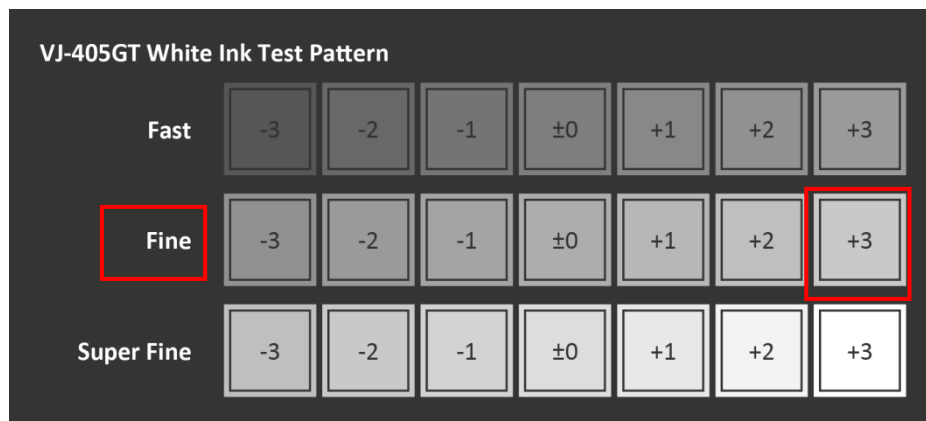 VJ-405GT White Ink Test Pattern
Fast -3 -2 -1 ±0 +1 +2 +3
Fine -3 -2 -1 ±0 +1 +2 +3
Super Fine -3 -2 -1 ±0 +1 +2 +3